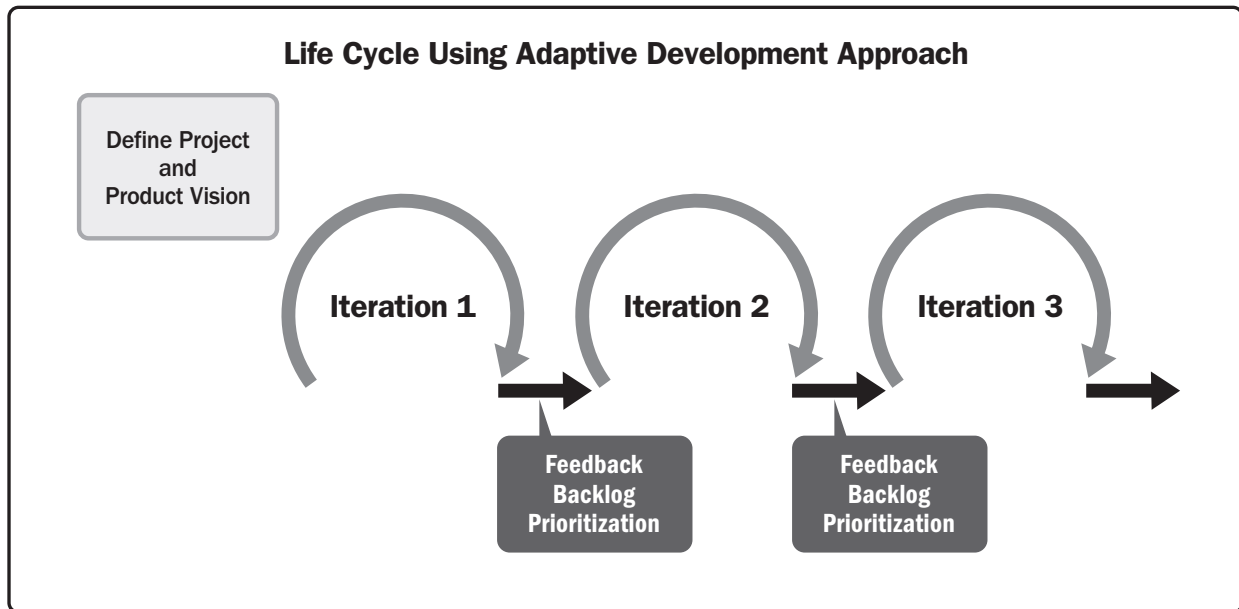 Life Cycle Using Adaptive Development Approach
Define Project
and
Product Vision
Iteration 1
Iteration 2
Iteration 3
Feedback
Backlog
Prioritization
Feedback
Backlog
Prioritization